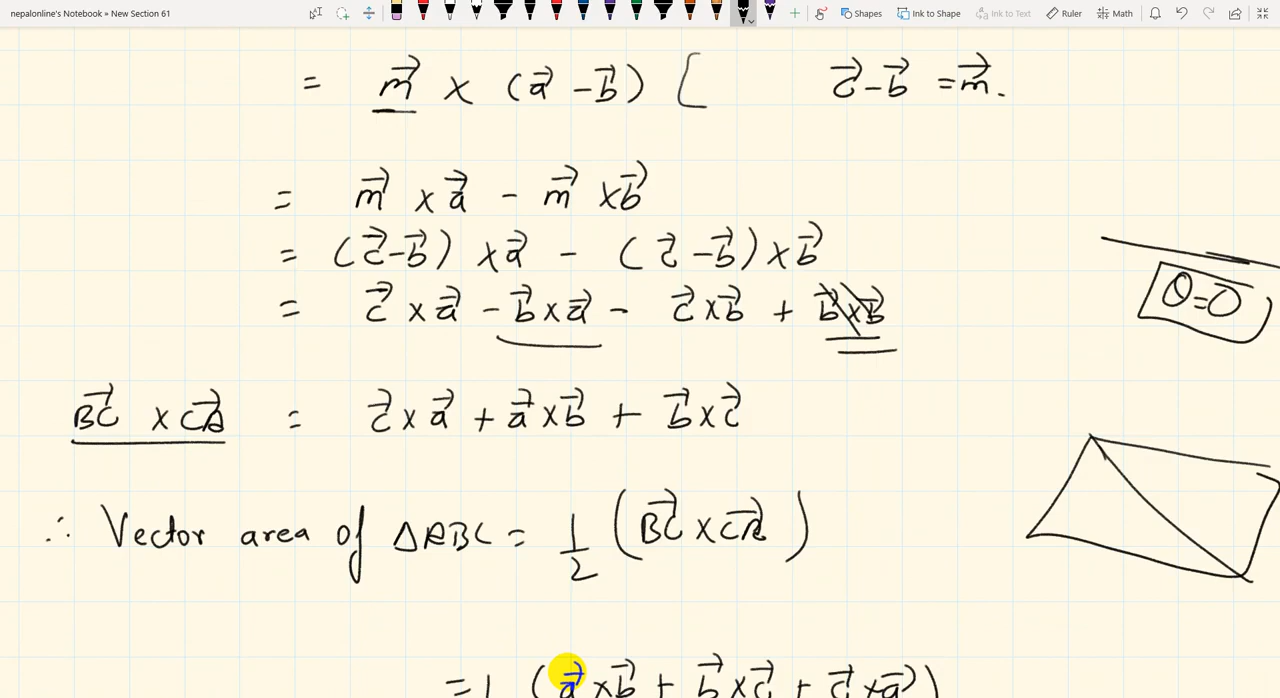 nepalonline's Notebook » New Section 61
Shapes Ink to Shape Ink to Text Ruler Math
= m⃗ × (a⃗ - b⃗) [ c⃗ - b⃗ = m⃗.
= m⃗ × a⃗ - m⃗ × b⃗
= (c⃗ - b⃗) × a⃗ - (c⃗ - b⃗) × b⃗
θ = 0
= c⃗ × a⃗ - b⃗ × a⃗ - c⃗ × b⃗ + b⃗ × b⃗
BC⃗ × CA⃗ = c⃗ × a⃗ + a⃗ × b⃗ + b⃗ × c⃗
∴ Vector area of ΔABC = 1/2 (BC⃗ × CA⃗)
= 1 (a⃗ × b⃗ + b⃗ × c⃗ + c⃗ × a⃗)